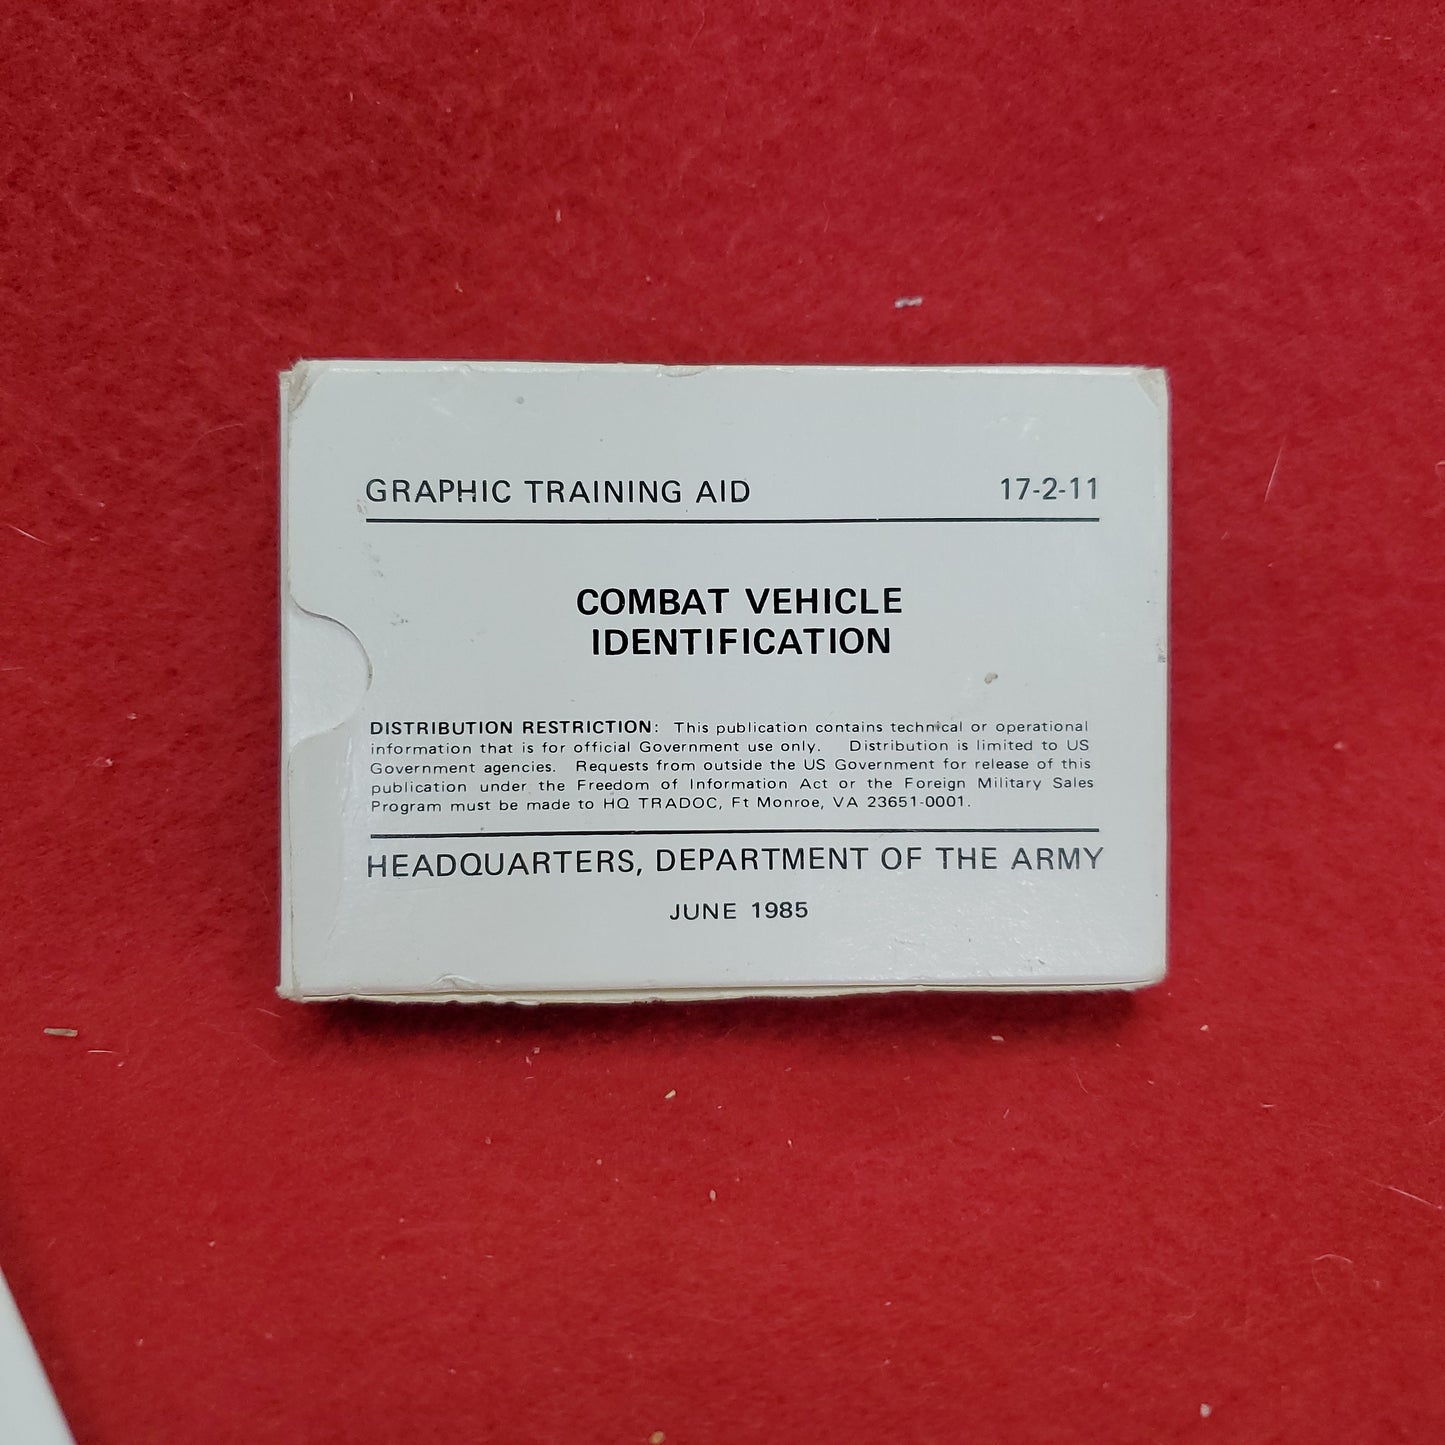 GRAPHIC TRAINING AID 17-2-11
COMBAT VEHICLE
IDENTIFICATION
DISTRIBUTION RESTRICTION: This publication contains technical or operational
information that is for official Government use only. Distribution is limited to US
Government agencies. Requests from outside the US Government for release of this
publication under the Freedom of Information Act or the Foreign Military Sales
Program must be made to HQ TRADOC, Ft Monroe, VA 23651-0001.
HEADQUARTERS, DEPARTMENT OF THE ARMY
JUNE 1985